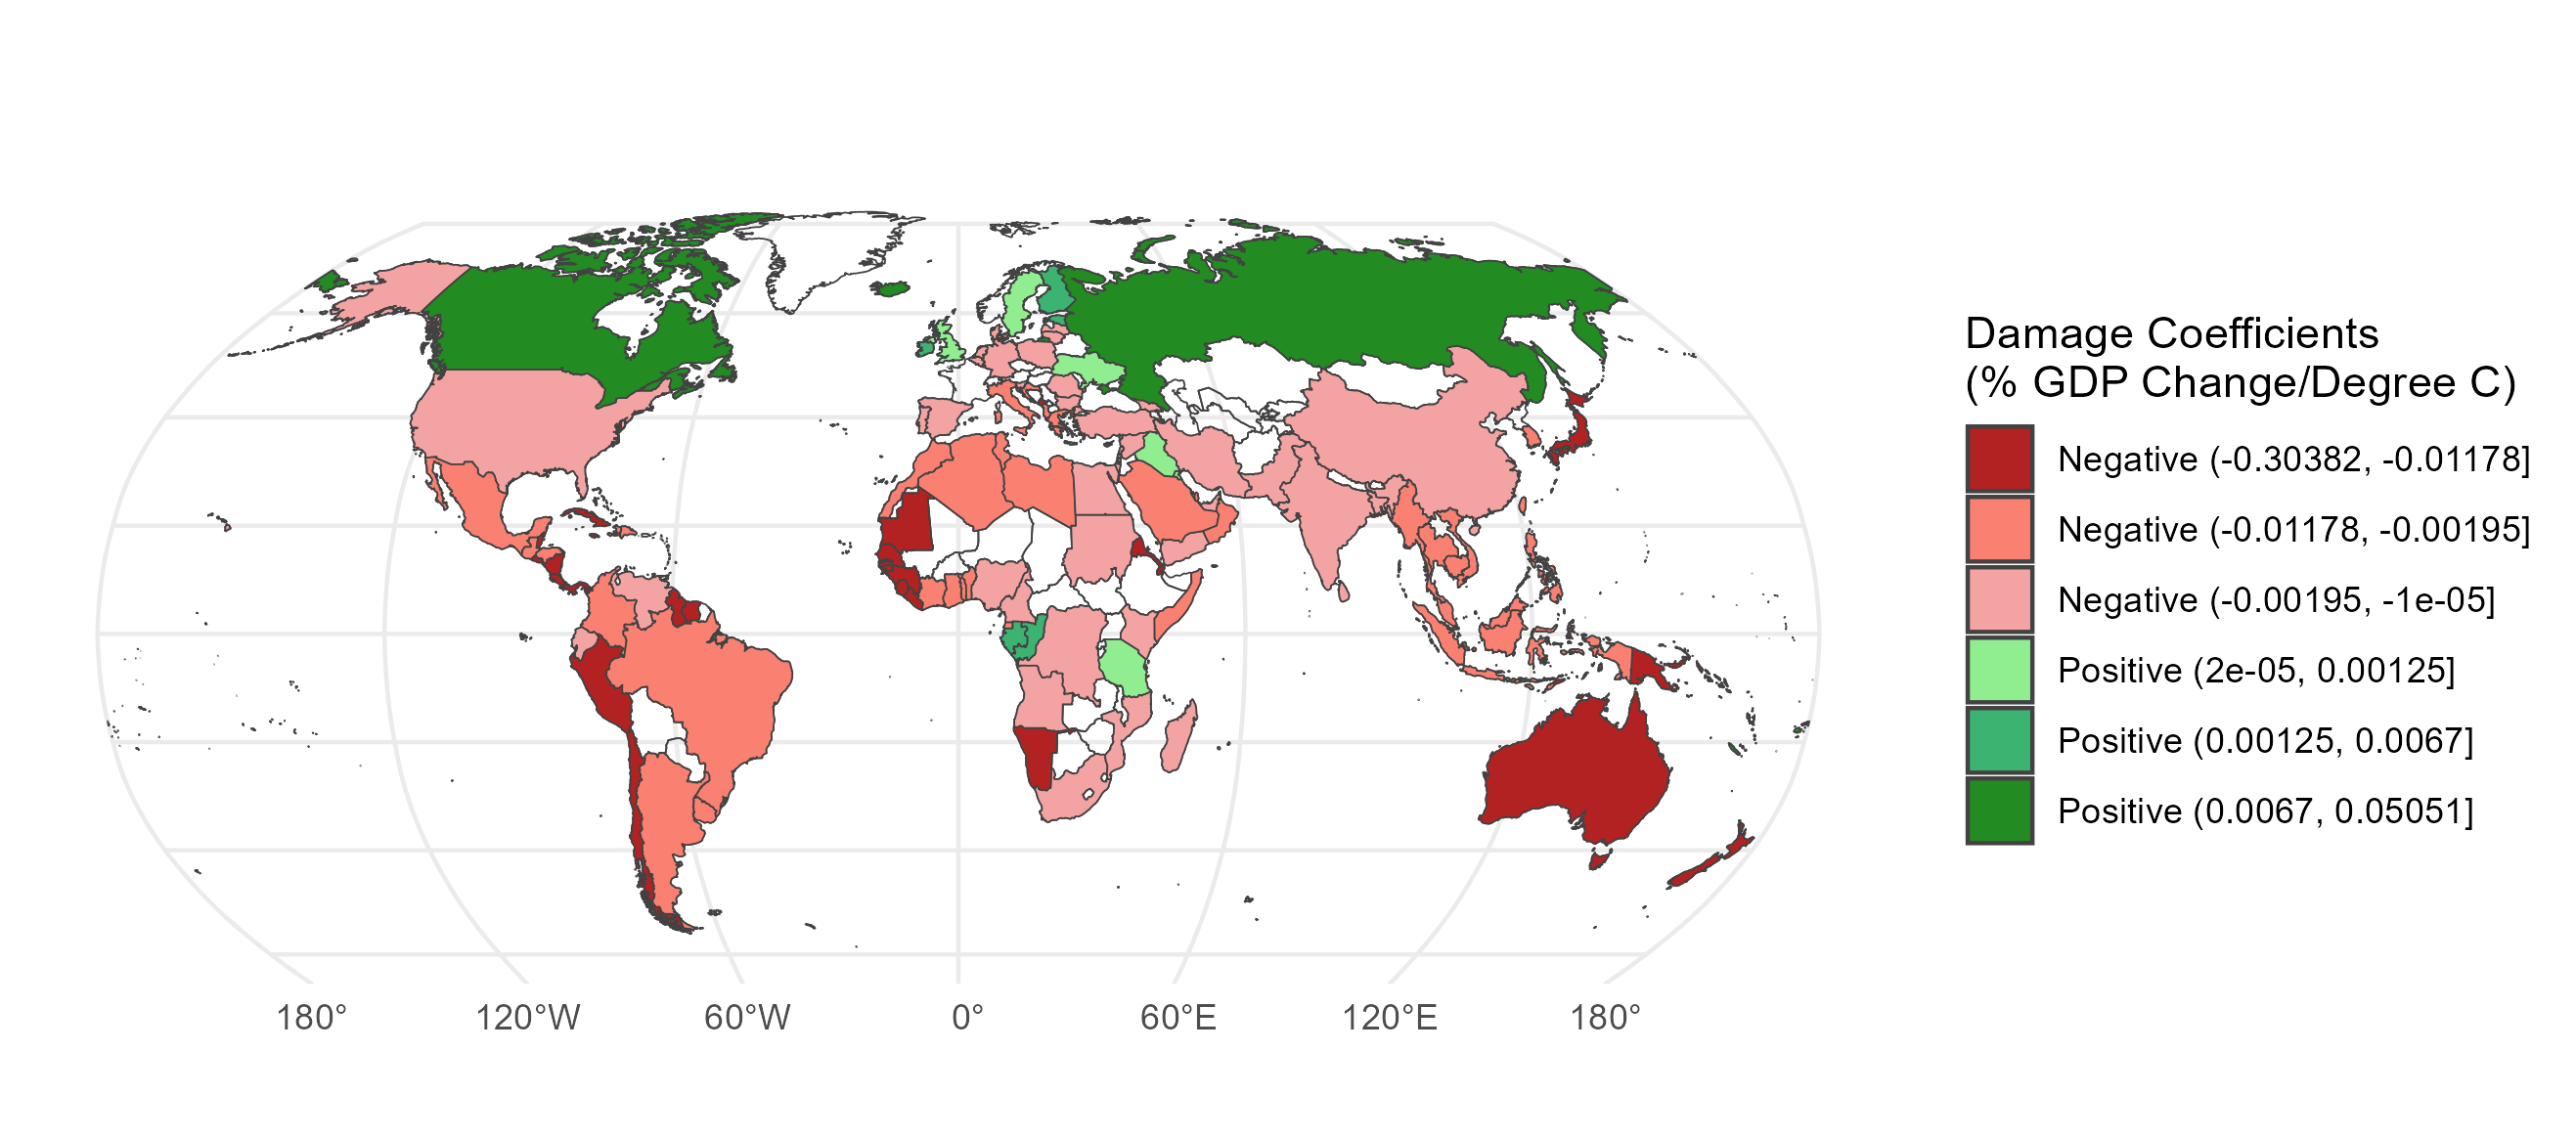 Damage Coefficients
(% GDP Change/Degree C)
Negative (-0.30382, -0.01178]
Negative (-0.01178, -0.00195]
Negative (-0.00195, -1e-05]
Positive (2e-05, 0.00125]
Positive (0.00125, 0.0067]
Positive (0.0067, 0.05051]
180° 120°W 60°W 0° 60°E 120°E 180°